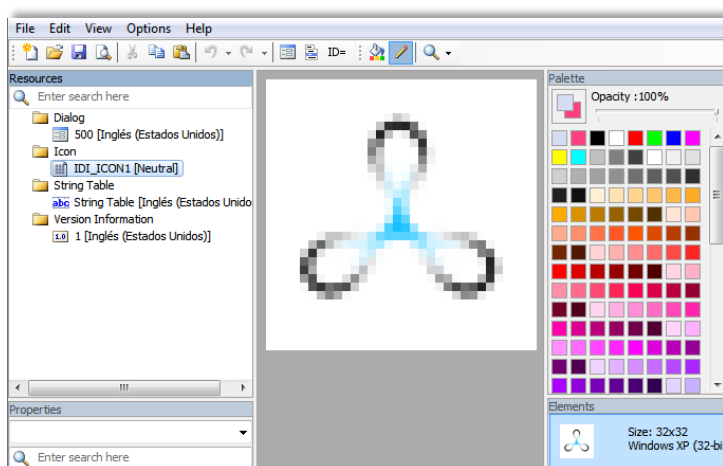 File Edit View Options Help
ID=
Resources
Enter search here
Dialog
500 [Inglés (Estados Unidos)]
Icon
IDI_ICON1 [Neutral]
String Table
abc String Table [Inglés (Estados Unido
Version Information
1.0 1 [Inglés (Estados Unidos)]
Properties
Enter search here
Palette
Opacity :100%
Elements
Size: 32x32
Windows XP (32-bi